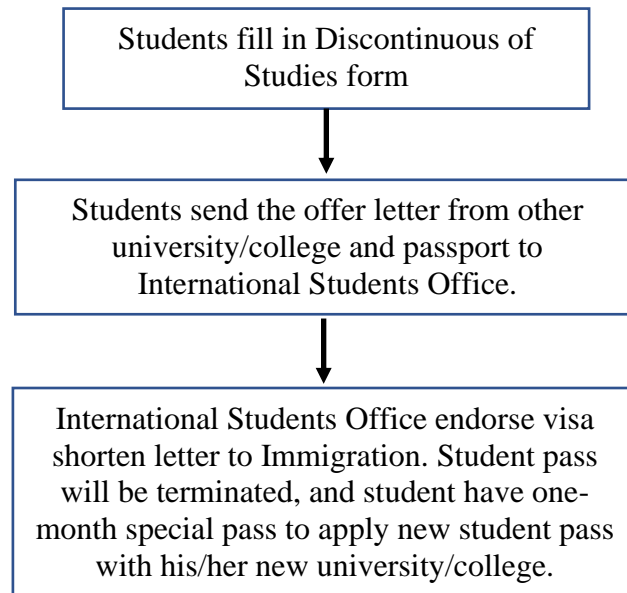 Students fill in Discontinuous of
Studies form
Students send the offer letter from other
university/college and passport to
International Students Office.
International Students Office endorse visa
shorten letter to Immigration. Student pass
will be terminated, and student have one-
month special pass to apply new student pass
with his/her new university/college.